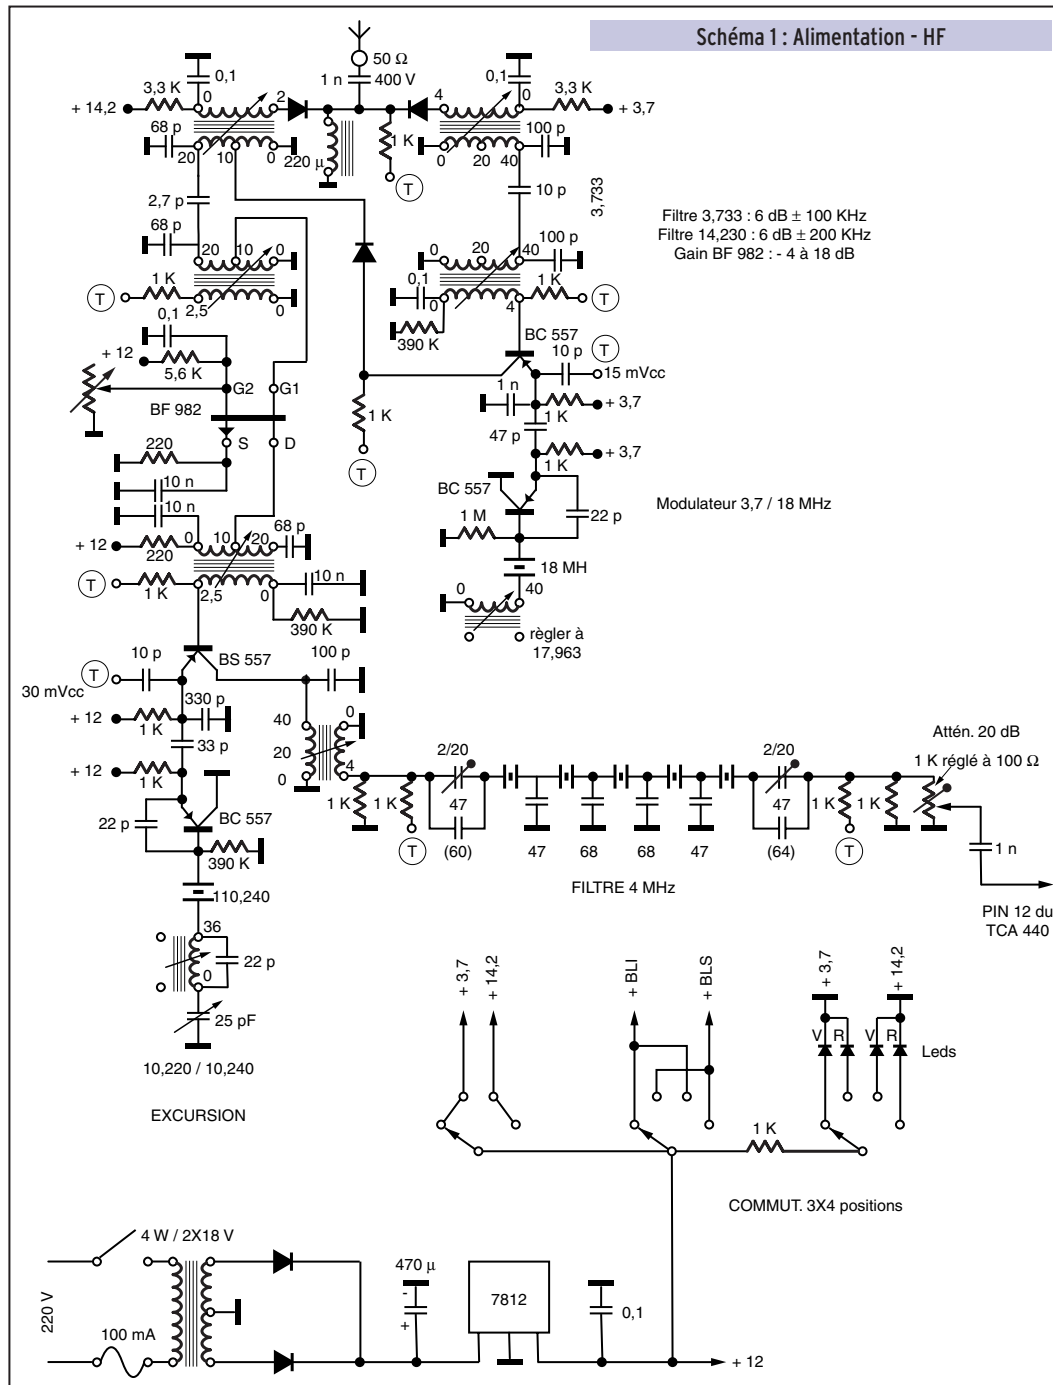 Schéma 1 : Alimentation - HF
50 Ω
1 n
400 V
0,1
0,1
3,3 K
3,3 K
+ 14,2
0
2
4
0
+ 3,7
68 p
1 K
100 p
20
10
0
220 µ
0
20
40
T
2,7 p
10 p
3,733
Filtre 3,733 : 6 dB ± 100 KHz
Filtre 14,230 : 6 dB ± 200 KHz
Gain BF 982 : - 4 à 18 dB
68 p
20
10
0
0
20
40
100 p
1 K
0,1
1 K
T
2,5
0
0
4
T
0,1
390 K
BC 557
T
+ 12
5,6 K
10 p
15 mVcc
G2
G1
1 n
1 K
+ 3,7
BF 982
1 K
47 p
S
D
1 K
+ 3,7
220
T
10 n
BC 557
Modulateur 3,7 / 18 MHz
10 n
1 M
22 p
0
10
20
68 p
+ 12
220
10 n
18 MH
T
1 K
2,5
0
0
40
390 K
règler à
17,963
10 p
BS 557
100 p
T
30 mVcc
330 p
40
0
+ 12
1 K
33 p
20
2/20
2/20
Attén. 20 dB
1 K réglé à 100 Ω
+ 12
1 K
0
4
1 K
1 K
47
47
1 K
1 K
22 p
BC 557
T
(60)
47
68
68
47
(64)
T
1 n
390 K
FILTRE 4 MHz
PIN 12 du
TCA 440
110,240
36
22 p
0
25 pF
10,220 / 10,240
EXCURSION
+ 3,7
+ 14,2
+ BLI
+ BLS
+ 3,7
+ 14,2
V
R
V
R
Leds
1 K
COMMUT. 3X4 positions
4 W / 2X18 V
470 µ
-
+
7812
0,1
220 V
100 mA
+ 12